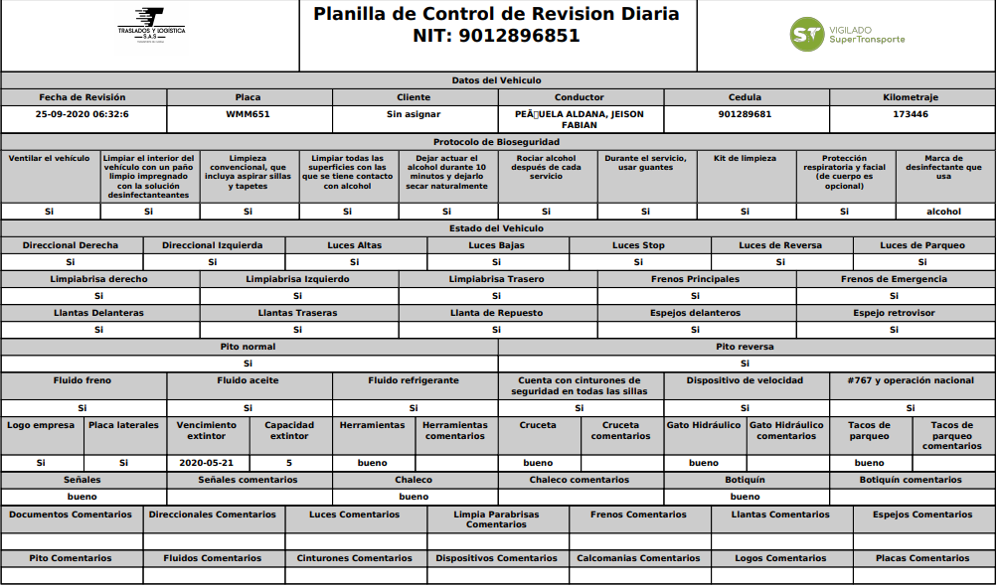 TRASLADOS Y LOGÍSTICA
S.A.S
Planilla de Control de Revision Diaria
NIT: 9012896851
ST VIGILADO
SuperTransporte
Datos del Vehiculo
Fecha de Revisión Placa Cliente Conductor Cedula Kilometraje
25-09-2020 06:32:6 WMM651 Sin asignar PEÃ▯UELA ALDANA, JEISON FABIAN 901289681 173446
Protocolo de Bioseguridad
Ventilar el vehículo
Limpiar el interior del
vehículo con un paño
limpio impregnado
con la solución
desinfectanteantes
Limpieza
convencional, que
incluya aspirar sillas
y tapetes
Limpiar todas las
superficies con las
que se tiene contacto
con alcohol
Dejar actuar el
alcohol durante 10
minutos y dejarlo
secar naturalmente
Rociar alcohol
después de cada
servicio
Durante el servicio,
usar guantes
Kit de limpieza
Protección
respiratoria y facial
(de cuerpo es
opcional)
Marca de
desinfectante que
usa
Si Si Si Si Si Si Si Si Si alcohol
Estado del Vehiculo
Direccional Derecha Direccional Izquierda Luces Altas Luces Bajas Luces Stop Luces de Reversa Luces de Parqueo
Si Si Si Si Si Si Si
Limpiabrisa derecho Limpiabrisa Izquierdo Limpiabrisa Trasero Frenos Principales Frenos de Emergencia
Si Si Si Si Si
Llantas Delanteras Llantas Traseras Llanta de Repuesto Espejos delanteros Espejo retrovisor
Si Si Si Si Si
Pito normal Pito reversa
Si Si
Fluido freno Fluido aceite Fluido refrigerante
Cuenta con cinturones de
seguridad en todas las sillas
Dispositivo de velocidad #767 y operación nacional
Si Si Si Si Si Si
Logo empresa Placa laterales
Vencimiento
extintor
Capacidad
extintor
Herramientas
Herramientas
comentarios
Cruceta
Cruceta
comentarios
Gato Hidráulico
Gato Hidráulico
comentarios
Tacos de
parqueo
Tacos de
parqueo
comentarios
Si Si 2020-05-21 5 bueno bueno bueno bueno
Señales Señales comentarios Chaleco Chaleco comentarios Botiquín Botiquín comentarios
bueno bueno bueno
Documentos Comentarios Direccionales Comentarios Luces Comentarios
Limpia Parabrisas
Comentarios
Frenos Comentarios Llantas Comentarios Espejos Comentarios
Pito Comentarios Fluidos Comentarios Cinturones Comentarios Dispositivos Comentarios Calcomanias Comentarios Logos Comentarios Placas Comentarios